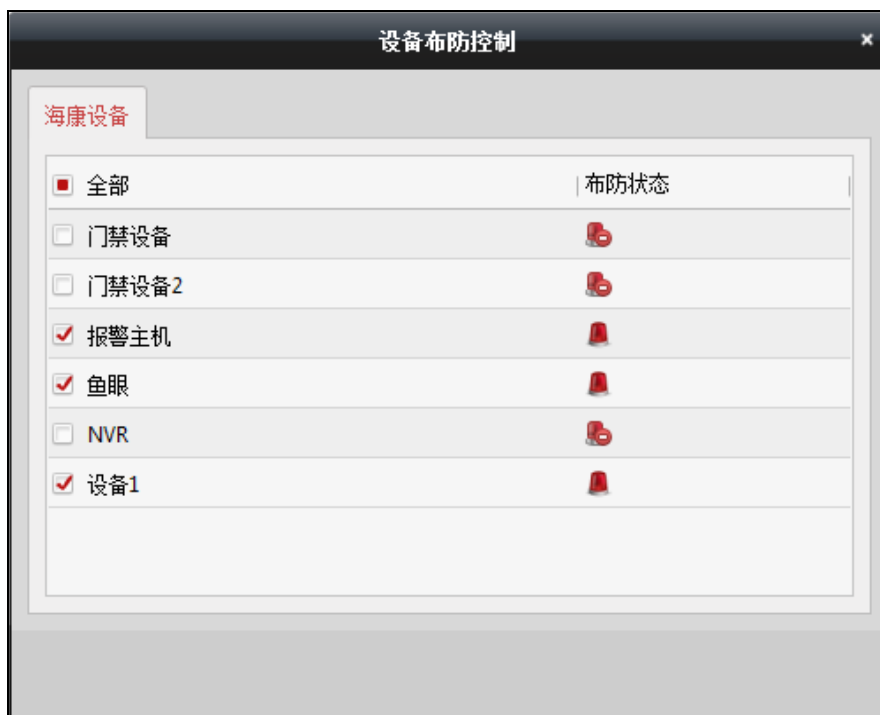 设备布防控制
海康设备
全部 布防状态
门禁设备
门禁设备2
报警主机
鱼眼
NVR
设备1